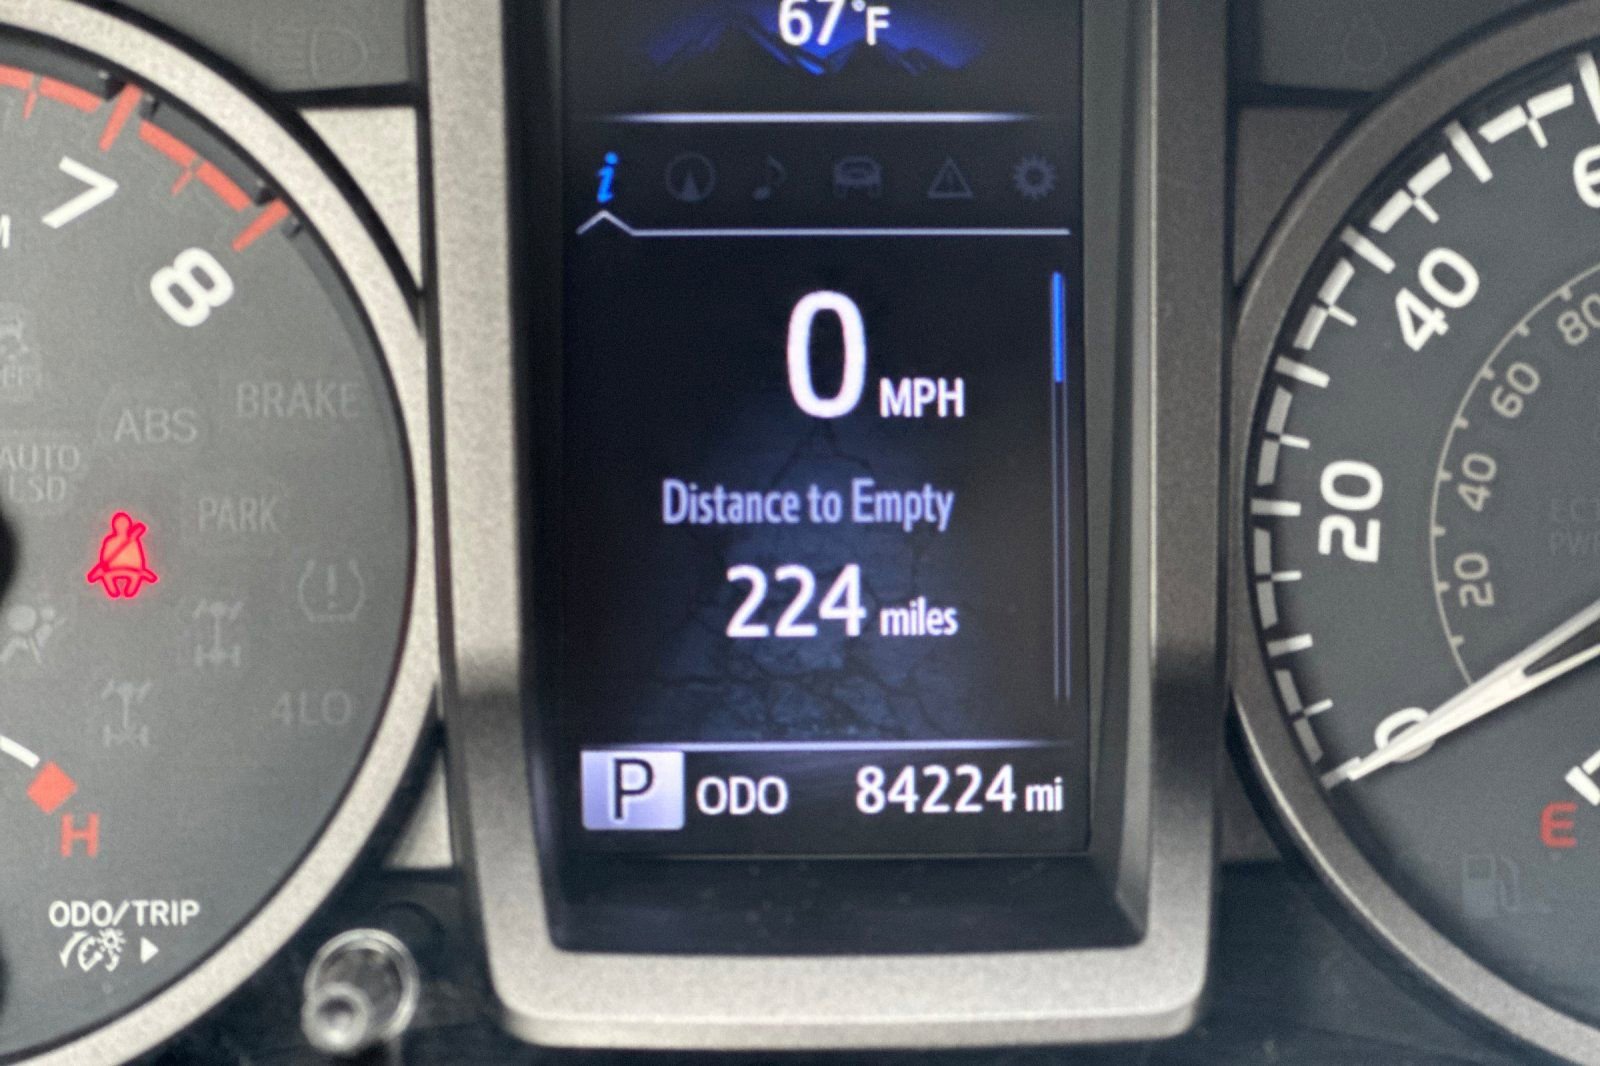 67°F
7
8
0 MPH
Distance to Empty
224 miles
P ODO 84224 mi
BRAKE
ABS
AUTO
LSD
PARK
4LO
H
ODO/TRIP
40
20
0
80
60
40
20
E